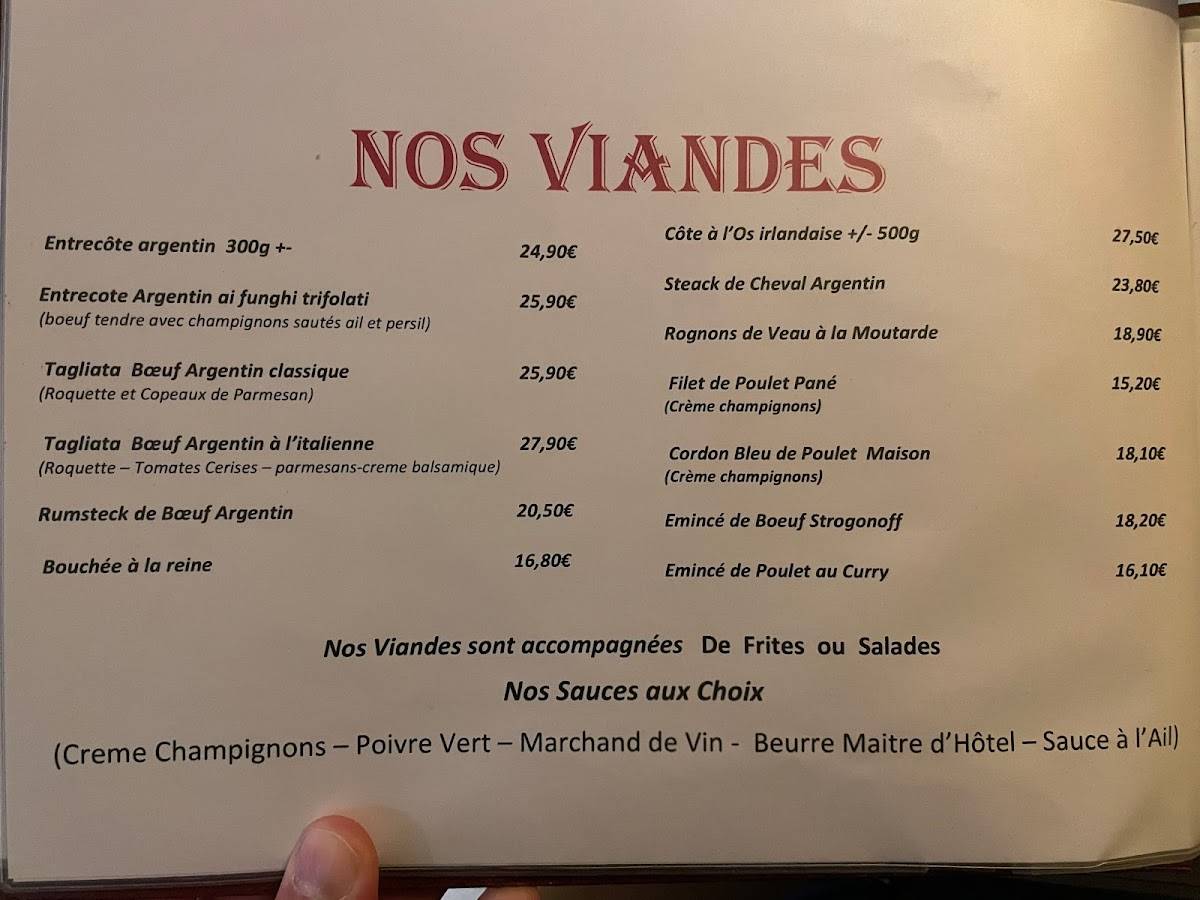 NOS VIANDES
Entrecôte argentin 300g +- 24,90€
Entrecote Argentin ai funghi trifolati 25,90€
(boeuf tendre avec champignons sautés ail et persil)
Tagliata Bœuf Argentin classique 25,90€
(Roquette et Copeaux de Parmesan)
Tagliata Bœuf Argentin à l'italienne 27,90€
(Roquette – Tomates Cerises – parmesans-creme balsamique)
Rumsteck de Bœuf Argentin 20,50€
Bouchée à la reine 16,80€
Côte à l'Os irlandaise +/- 500g 27,50€
Steack de Cheval Argentin 23,80€
Rognons de Veau à la Moutarde 18,90€
Filet de Poulet Pané 15,20€
(Crème champignons)
Cordon Bleu de Poulet Maison 18,10€
(Crème champignons)
Emincé de Boeuf Strogonoff 18,20€
Emincé de Poulet au Curry 16,10€
Nos Viandes sont accompagnées De Frites ou Salades
Nos Sauces aux Choix
(Creme Champignons – Poivre Vert – Marchand de Vin - Beurre Maitre d'Hôtel – Sauce à l'Ail)